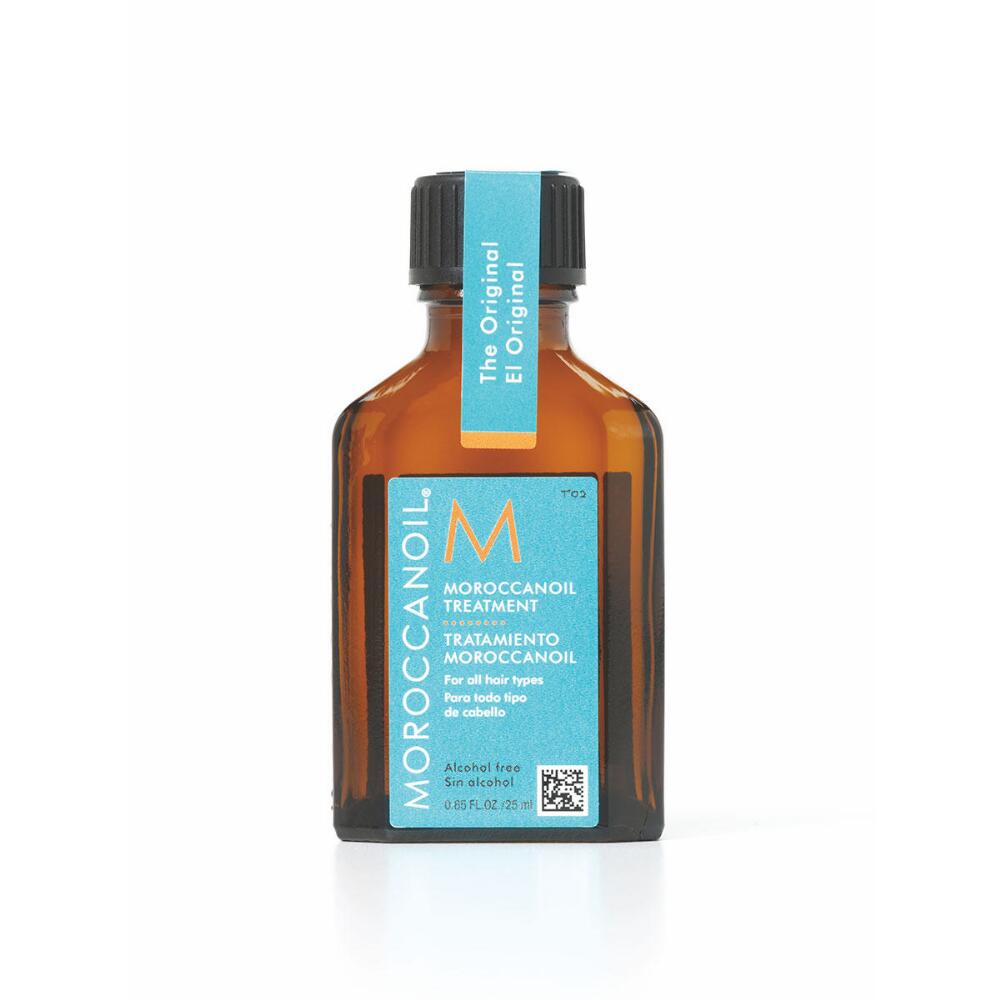 The Original
El Original
MOROCCANOIL®
T02
M
MOROCCANOIL
TREATMENT
TRATAMIENTO
MOROCCANOIL
For all hair types
Para todo tipo
de cabello
Alcohol free
Sin alcohol
0.85 FL.OZ./25 ml